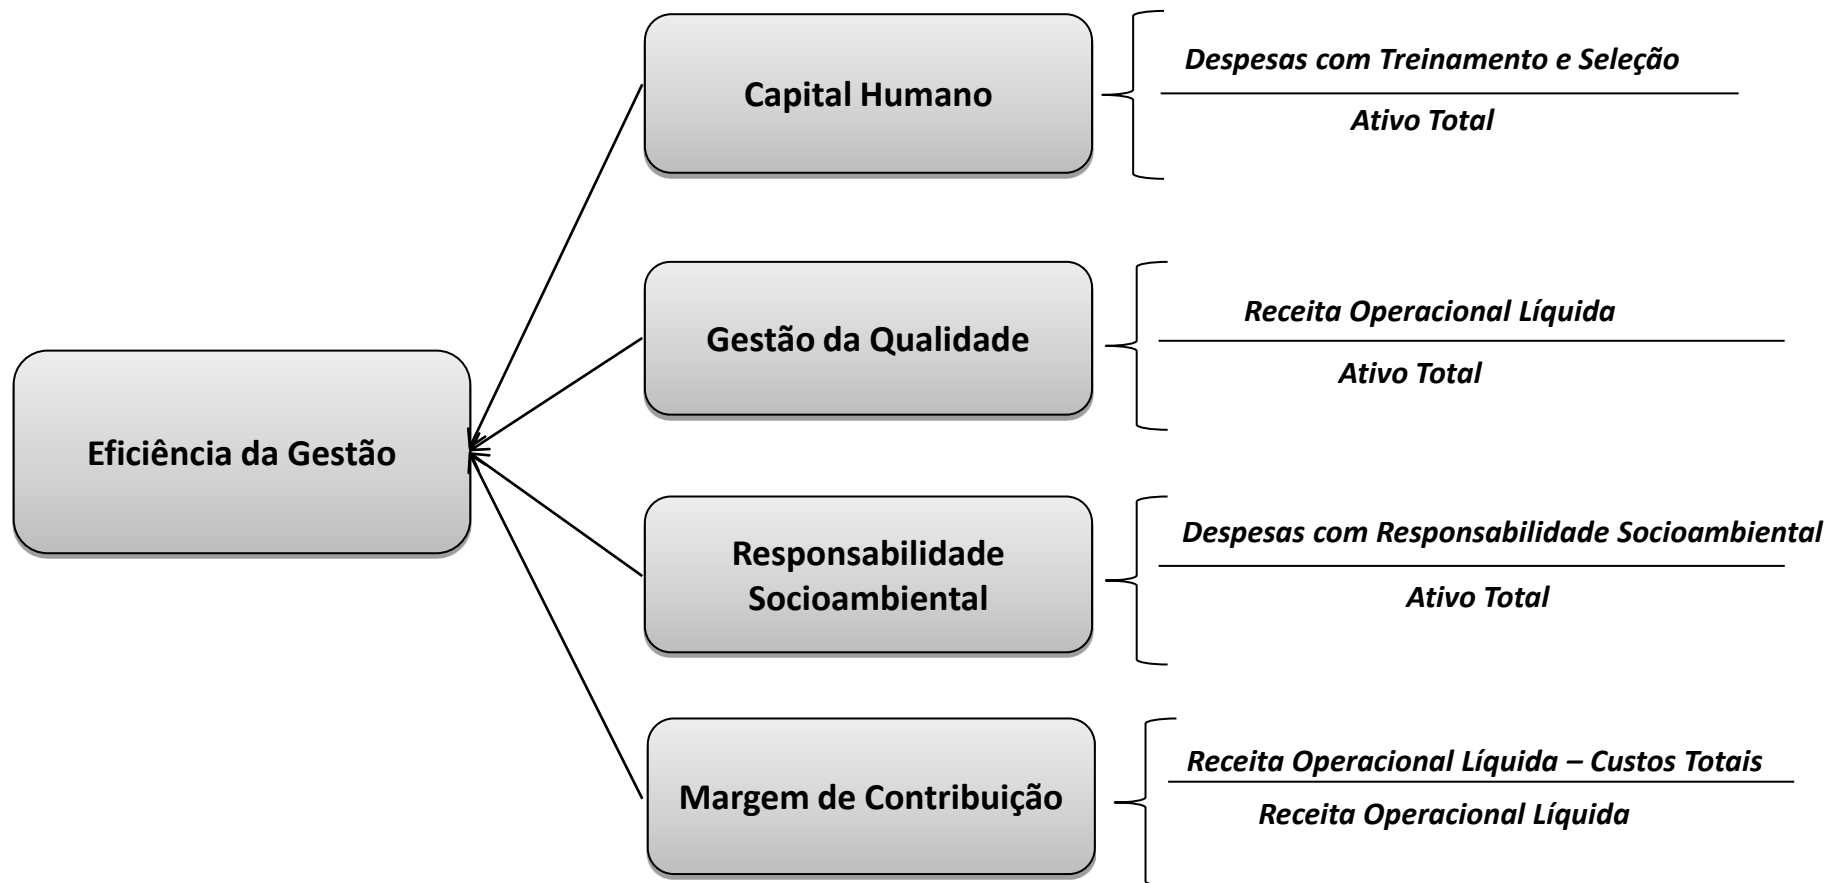 Capital Humano
Despesas com Treinamento e Seleção
Ativo Total
Gestão da Qualidade
Receita Operacional Líquida
Ativo Total
Eficiência da Gestão
Responsabilidade
Socioambiental
Despesas com Responsabilidade Socioambiental
Ativo Total
Margem de Contribuição
Receita Operacional Líquida – Custos Totais
Receita Operacional Líquida